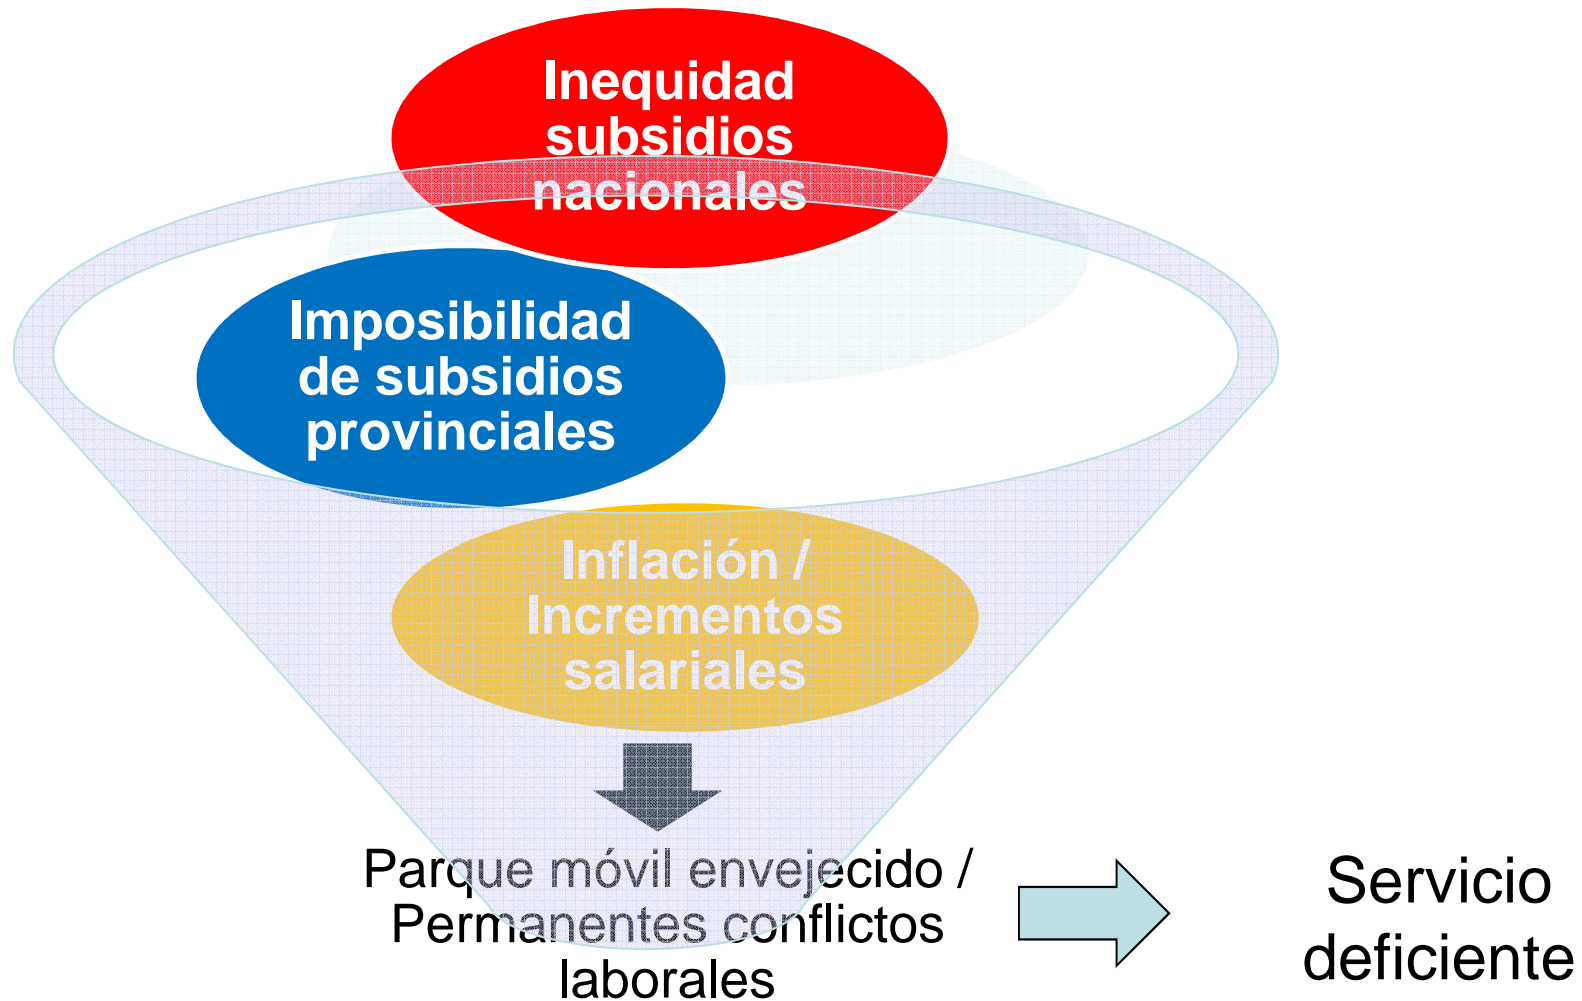 Inequidad
subsidios
nacionales
Imposibilidad
de subsidios
provinciales
Inflación /
Incrementos
salariales
Parque móvil envejecido /
Permanentes conflictos
laborales
Servicio
deficiente